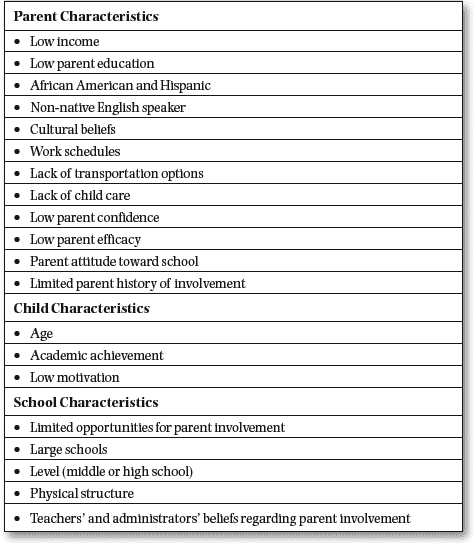 Parent Characteristics
• Low income
• Low parent education
• African American and Hispanic
• Non-native English speaker
• Cultural beliefs
• Work schedules
• Lack of transportation options
• Lack of child care
• Low parent confidence
• Low parent efficacy
• Parent attitude toward school
• Limited parent history of involvement
Child Characteristics
• Age
• Academic achievement
• Low motivation
School Characteristics
• Limited opportunities for parent involvement
• Large schools
• Level (middle or high school)
• Physical structure
• Teachers’ and administrators’ beliefs regarding parent involvement